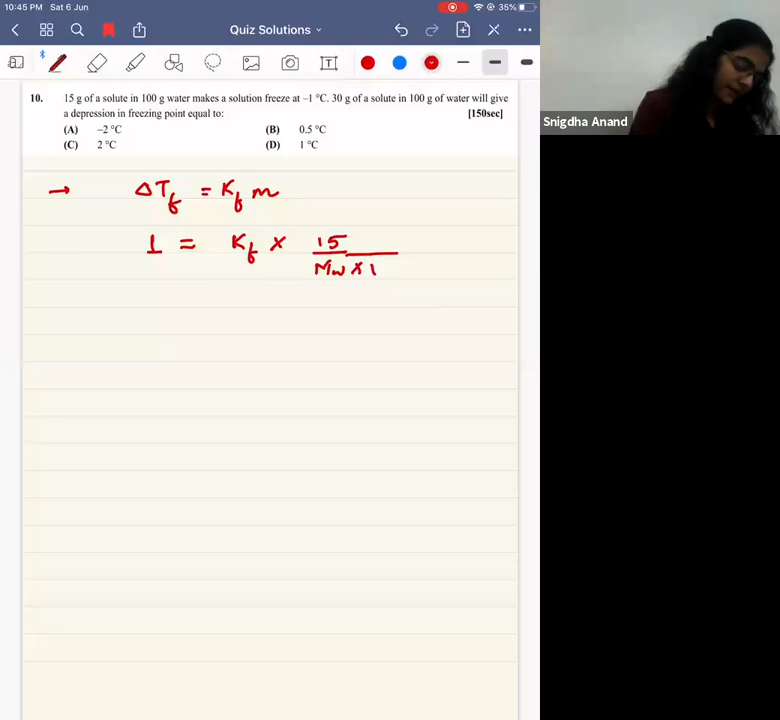 10:45 PM Sat 6 Jun
35%
Quiz Solutions
T
10. 15 g of a solute in 100 g water makes a solution freeze at –1 °C. 30 g of a solute in 100 g of water will give
a depression in freezing point equal to: [150sec]
(A) –2 °C (B) 0.5 °C
(C) 2 °C (D) 1 °C
→ ΔTf = Kf m
1 = Kf × 15
Mw × 1
Snigdha Anand